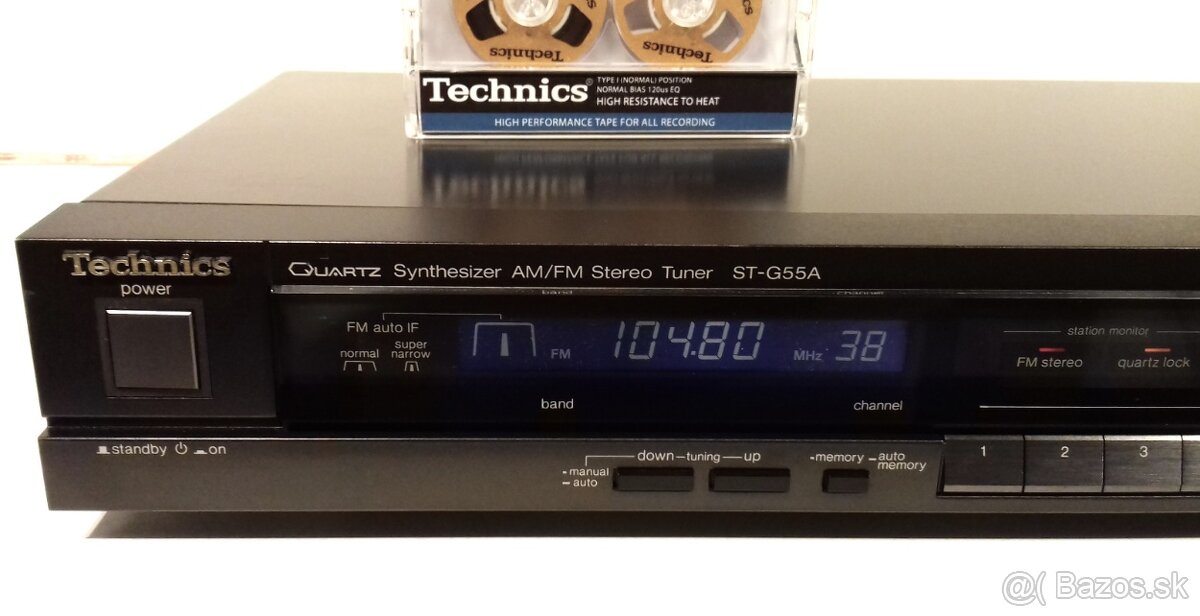 Technics Technics
Technics® TYPE I (NORMAL) POSITION
NORMAL BIAS 120us EQ
HIGH RESISTANCE TO HEAT
HIGH PERFORMANCE TAPE FOR ALL RECORDING
Technics
power
QUARTZ Synthesizer AM/FM Stereo Tuner ST-G55A
band channel
FM auto IF
normal super narrow
FM 104.80 MHz 38
station monitor
FM stereo quartz lock
band channel
standby on
down tuning up
manual
auto
memory auto memory
1 2 3
@( Bazos.sk